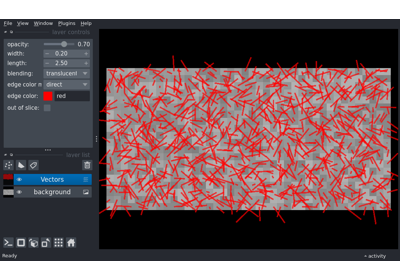 File View Window Plugins Help
layer controls
opacity: 0.70
width: 0.20
length: 2.50
blending: translucent
edge color m direct
edge color: red
out of slice:
layer list
Vectors
background
Ready
activity